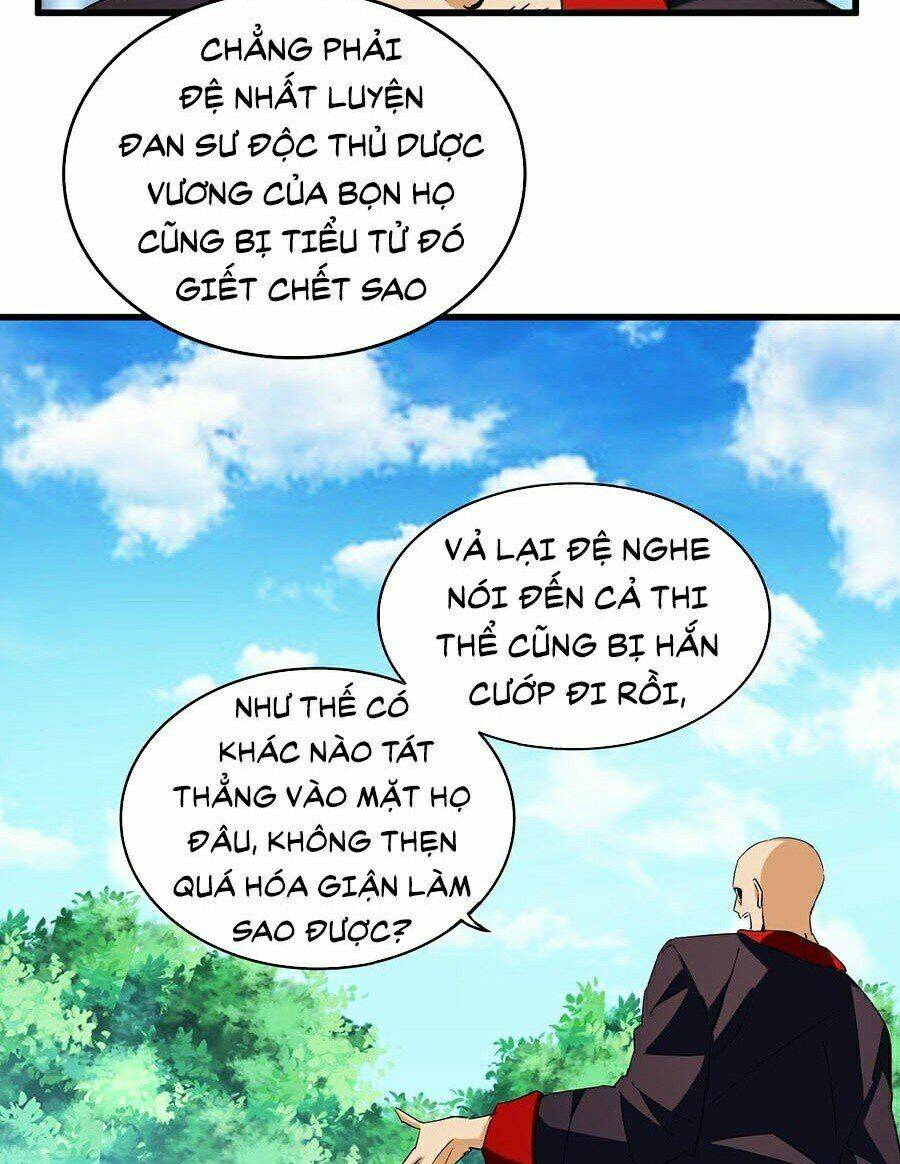 CHẲNG PHẢI
ĐỆ NHẤT LUYỆN
ĐAN SƯ ĐỘC THỦ DƯỢC
VƯƠNG CỦA BỌN HỌ
CŨNG BỊ TIỂU TỬ ĐÓ
GIẾT CHẾT SAO
VẢ LẠI ĐỆ NGHE
NÓI ĐẾN CẢ THI
THỂ CŨNG BỊ HẮN
CƯỚP ĐI RỒI,
NHƯ THẾ CÓ
KHÁC NÀO TÁT
THẲNG VÀO MẶT HỌ
ĐÂU, KHÔNG THẸN
QUÁ HÓA GIẬN LÀM
SAO ĐƯỢC?